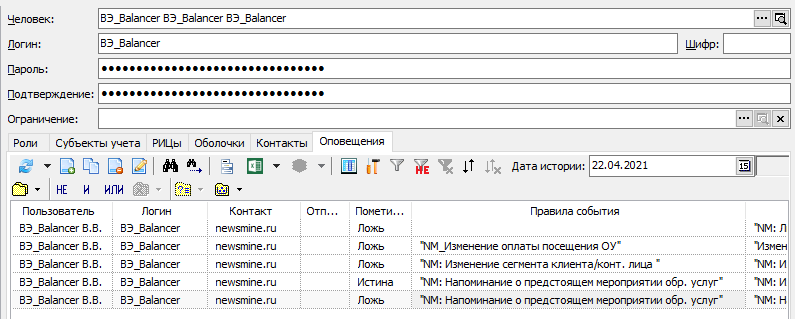 Человек: ВЭ_Balancer ВЭ_Balancer ВЭ_Balancer
Логин: ВЭ_Balancer Шифр:
Пароль: ••••••••••••••••••••••••••••••••
Подтверждение: ••••••••••••••••••••••••••••••••
Ограничение:
Роли Субъекты учета РИЦы Оболочки Контакты Оповещения
НЕ Дата истории: 22.04.2021 15
НЕ И ИЛИ
Пользователь Логин Контакт Отп... Помети... Правила события
ВЭ_Balancer В.В. ВЭ_Balancer newsmine.ru Ложь "NM: Л
ВЭ_Balancer В.В. ВЭ_Balancer newsmine.ru Ложь "NM_Изменение оплаты посещения ОУ" "Измен
ВЭ_Balancer В.В. ВЭ_Balancer newsmine.ru Ложь "NM: Изменение сегмента клиента/конт. лица " "NM: И
ВЭ_Balancer В.В. ВЭ_Balancer newsmine.ru Истина "NM: Напоминание о предстоящем мероприятии обр. услуг" "NM: И
ВЭ_Balancer В.В. ВЭ_Balancer newsmine.ru Ложь "NM: Напоминание о предстоящем мероприятии обр. услуг" "NM: Н